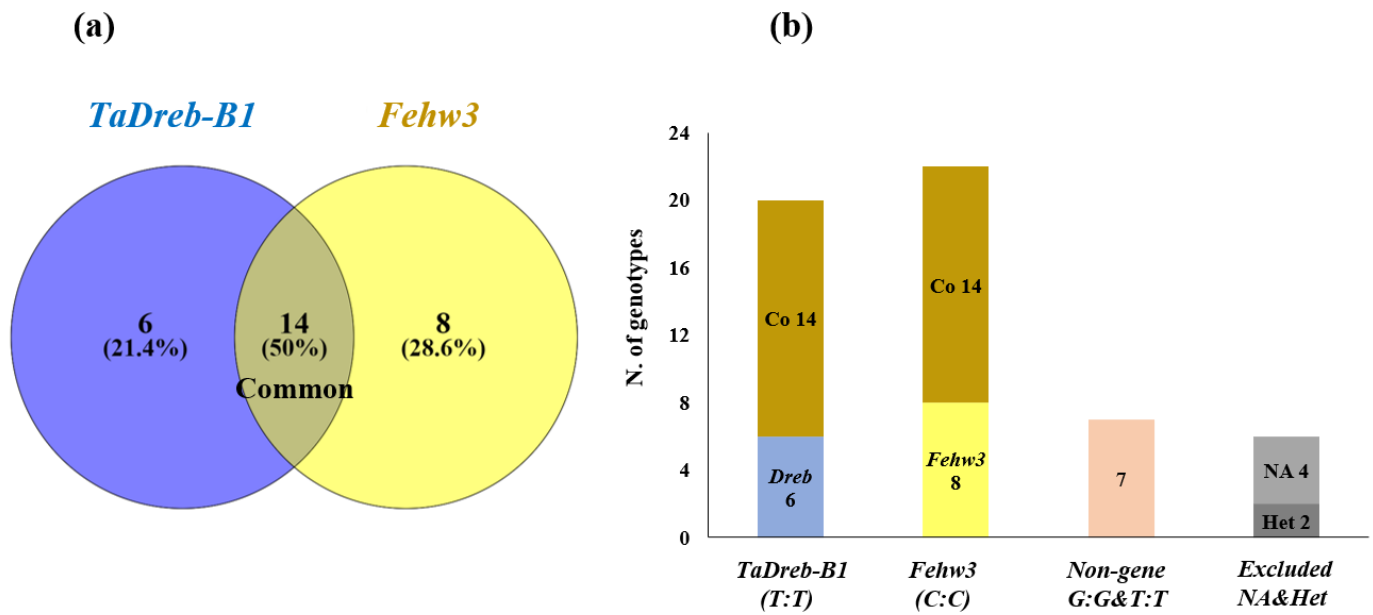 (a)
TaDreb-B1 Fehw3
6
(21.4%)
14
(50%)
Common
8
(28.6%)
(b)
N. of genotypes
24
20
16
12
8
4
0
Co 14
Dreb
6
Co 14
Fehw3
8
7
NA 4
Het 2
TaDreb-B1
(T:T)
Fehw3
(C:C)
Non-gene
G:G&T:T
Excluded
NA&Het